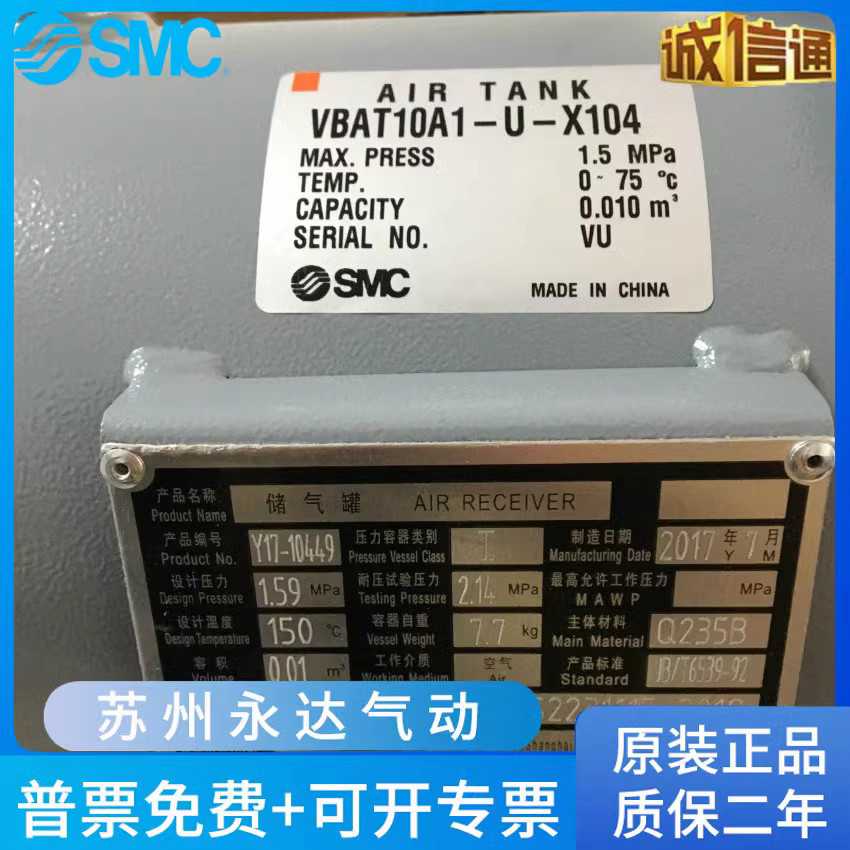 SMC
诚信通
AIR TANK
VBAT10A1-U-X104
MAX. PRESS 1.5 MPa
TEMP. 0~75 ℃
CAPACITY 0.010 m³
SERIAL NO. VU
SMC MADE IN CHINA
产品名称 储气罐 AIR RECEIVER
Product Name
产品编号 Y17-10449 压力容器类别 I 制造日期 2017 年 7 月
Product No. Pressure Vessel Class Manufacturing Date Y M
设计压力 1.59 MPa 耐压试验压力 2.14 MPa 最高允许工作压力 MPa
Design Pressure Testing Pressure MAWP
设计温度 150 ℃ 容器自重 7.7 kg 主体材料 Q235B
Design Temperature Vessel Weight Main Material
容积 0.01 m³ 工作介质 空气 产品标准 JB/T6539-92
Volume Working Medium Air Standard
苏州永达气动
普票免费+可开专票
原装正品
质保二年